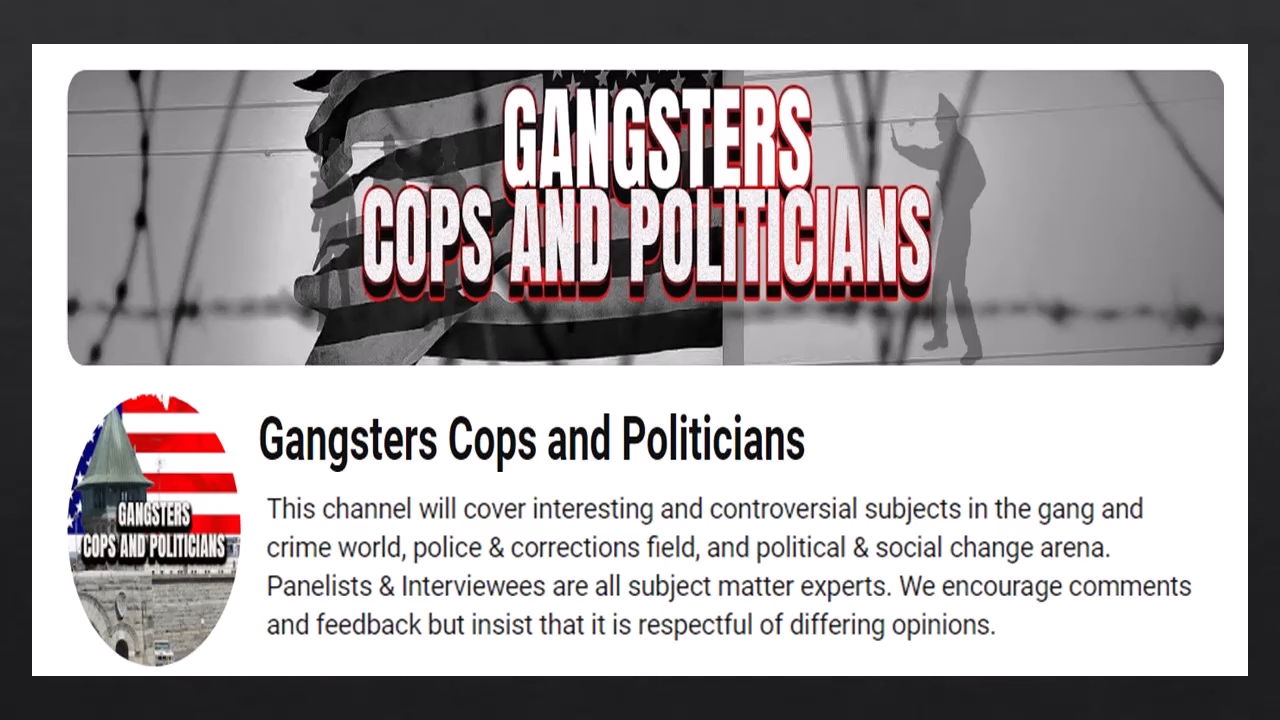 GANGSTERS
COPS AND POLITICIANS
GANGSTERS
COPS AND POLITICIANS
Gangsters Cops and Politicians
This channel will cover interesting and controversial subjects in the gang and
crime world, police & corrections field, and political & social change arena.
Panelists & Interviewees are all subject matter experts. We encourage comments
and feedback but insist that it is respectful of differing opinions.